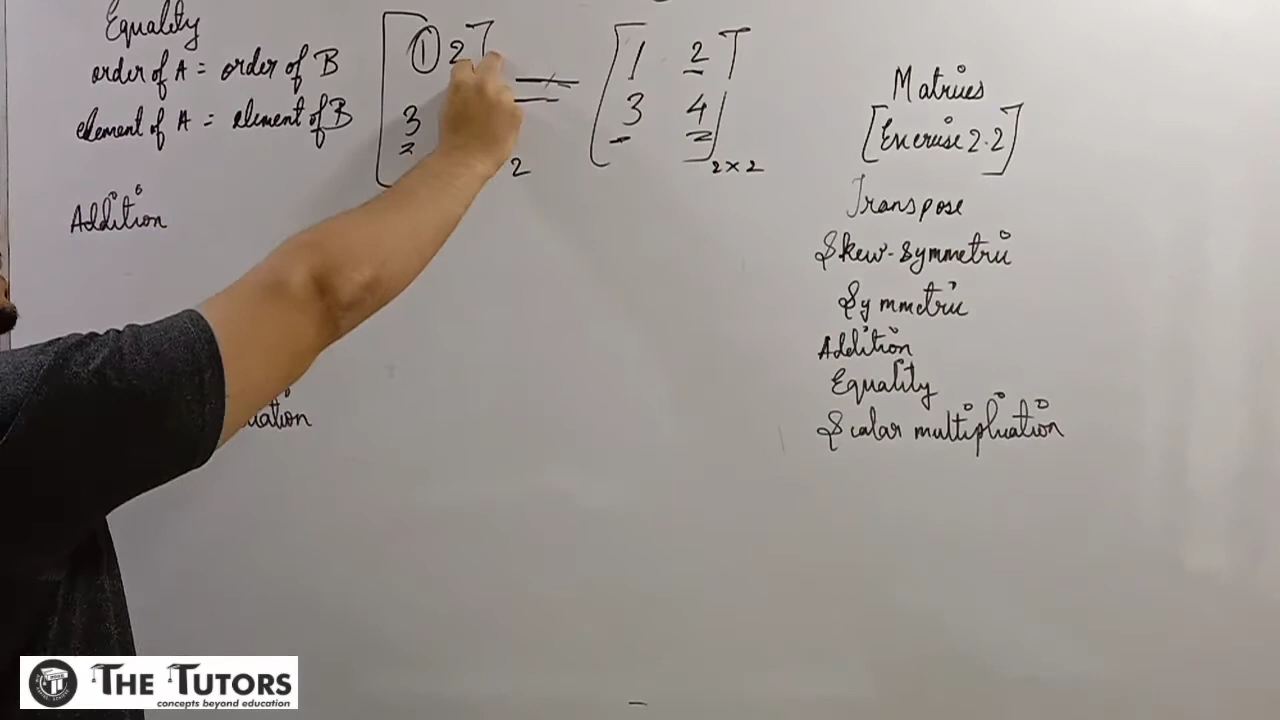 Equality
order of A = order of B
element of A = element of B
① 2
3
2
=
1 2
3 4
2×2
Addition
Matrices
[Exercise 2.2]
Transpose
Skew-Symmetric
Symmetric
Addition
Equality
Scalar multiplication
THE TUTORS
concepts beyond education